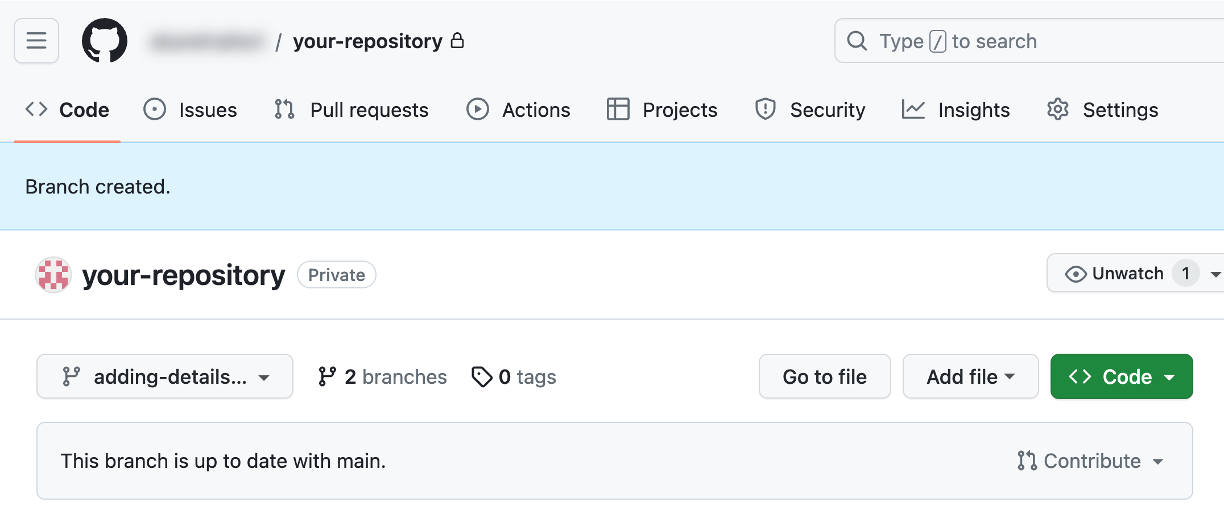 / your-repository
Type / to search
Code Issues Pull requests Actions Projects Security Insights Settings
Branch created.
your-repository Private
Unwatch 1
adding-details... 2 branches 0 tags Go to file Add file Code
This branch is up to date with main. Contribute